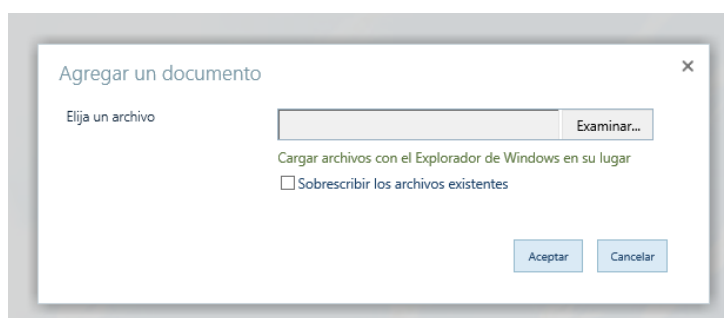 Agregar un documento
Elija un archivo
Examinar...
Cargar archivos con el Explorador de Windows en su lugar
Sobrescribir los archivos existentes
Aceptar Cancelar